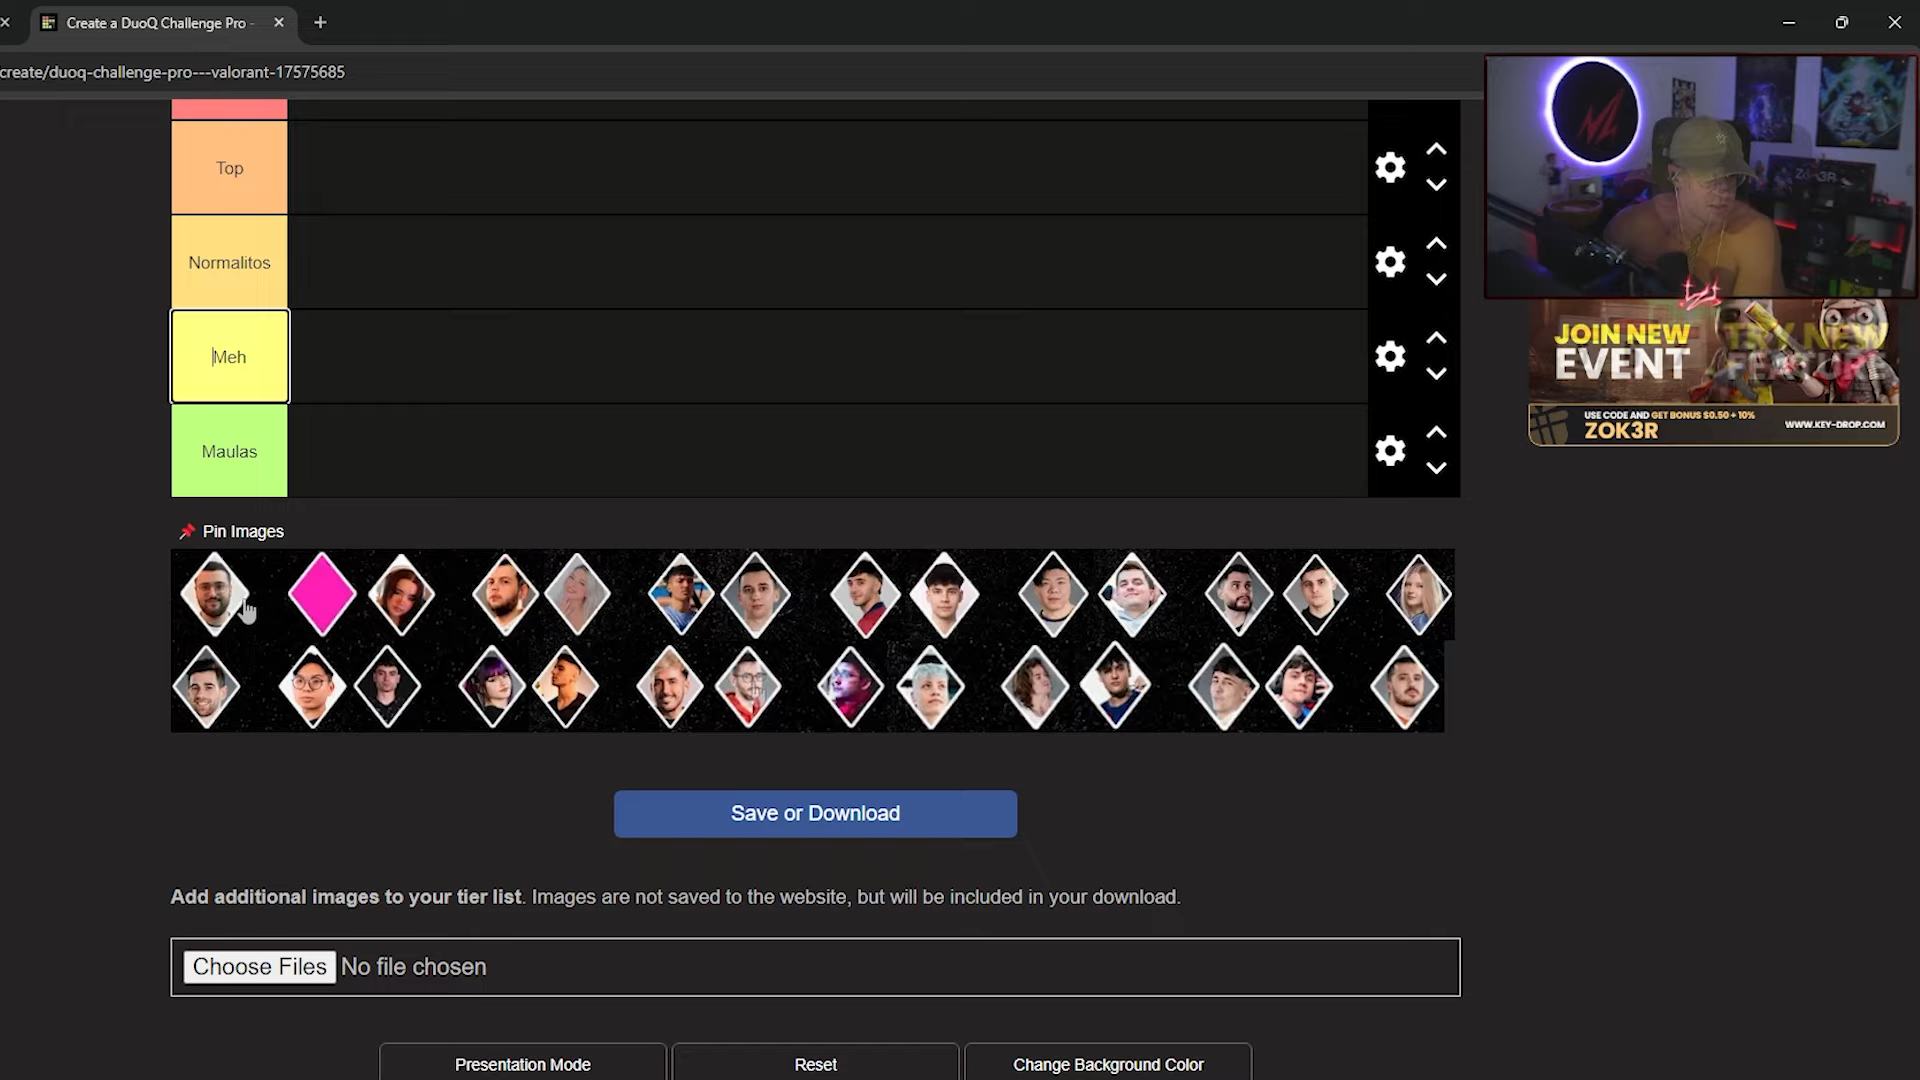 Create a DuoQ Challenge Pro -
create/duoq-challenge-pro---valorant-17575685
Top
Normalitos
Meh
Maulas
Pin Images
JOIN NEW
EVENT
TRY NEW
FEATURE
USE CODE AND GET BONUS $0.50 + 10%
ZOK3R
WWW.KEY-DROP.COM
Save or Download
Add additional images to your tier list. Images are not saved to the website, but will be included in your download.
Choose Files No file chosen
Presentation Mode
Reset
Change Background Color